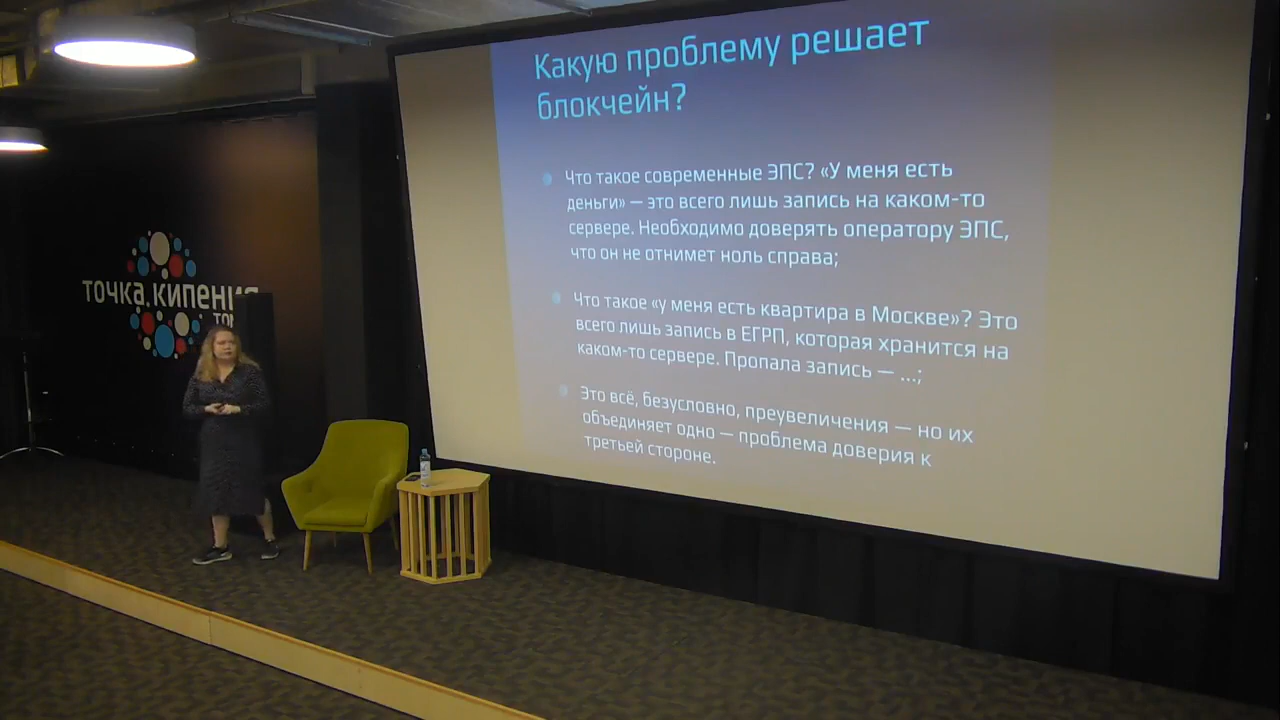 Какую проблему решает
блокчейн?
Что такое современные ЭПС? «У меня есть
деньги» — это всего лишь запись на каком-то
сервере. Необходимо доверять оператору ЭПС,
что он не отнимет ноль справа;
Что такое «у меня есть квартира в Москве»? Это
всего лишь запись в ЕГРП, которая хранится на
каком-то сервере. Пропала запись — ...;
Это всё, безусловно, преувеличения — но их
объединяет одно — проблема доверия к
третьей стороне.
точка кипения